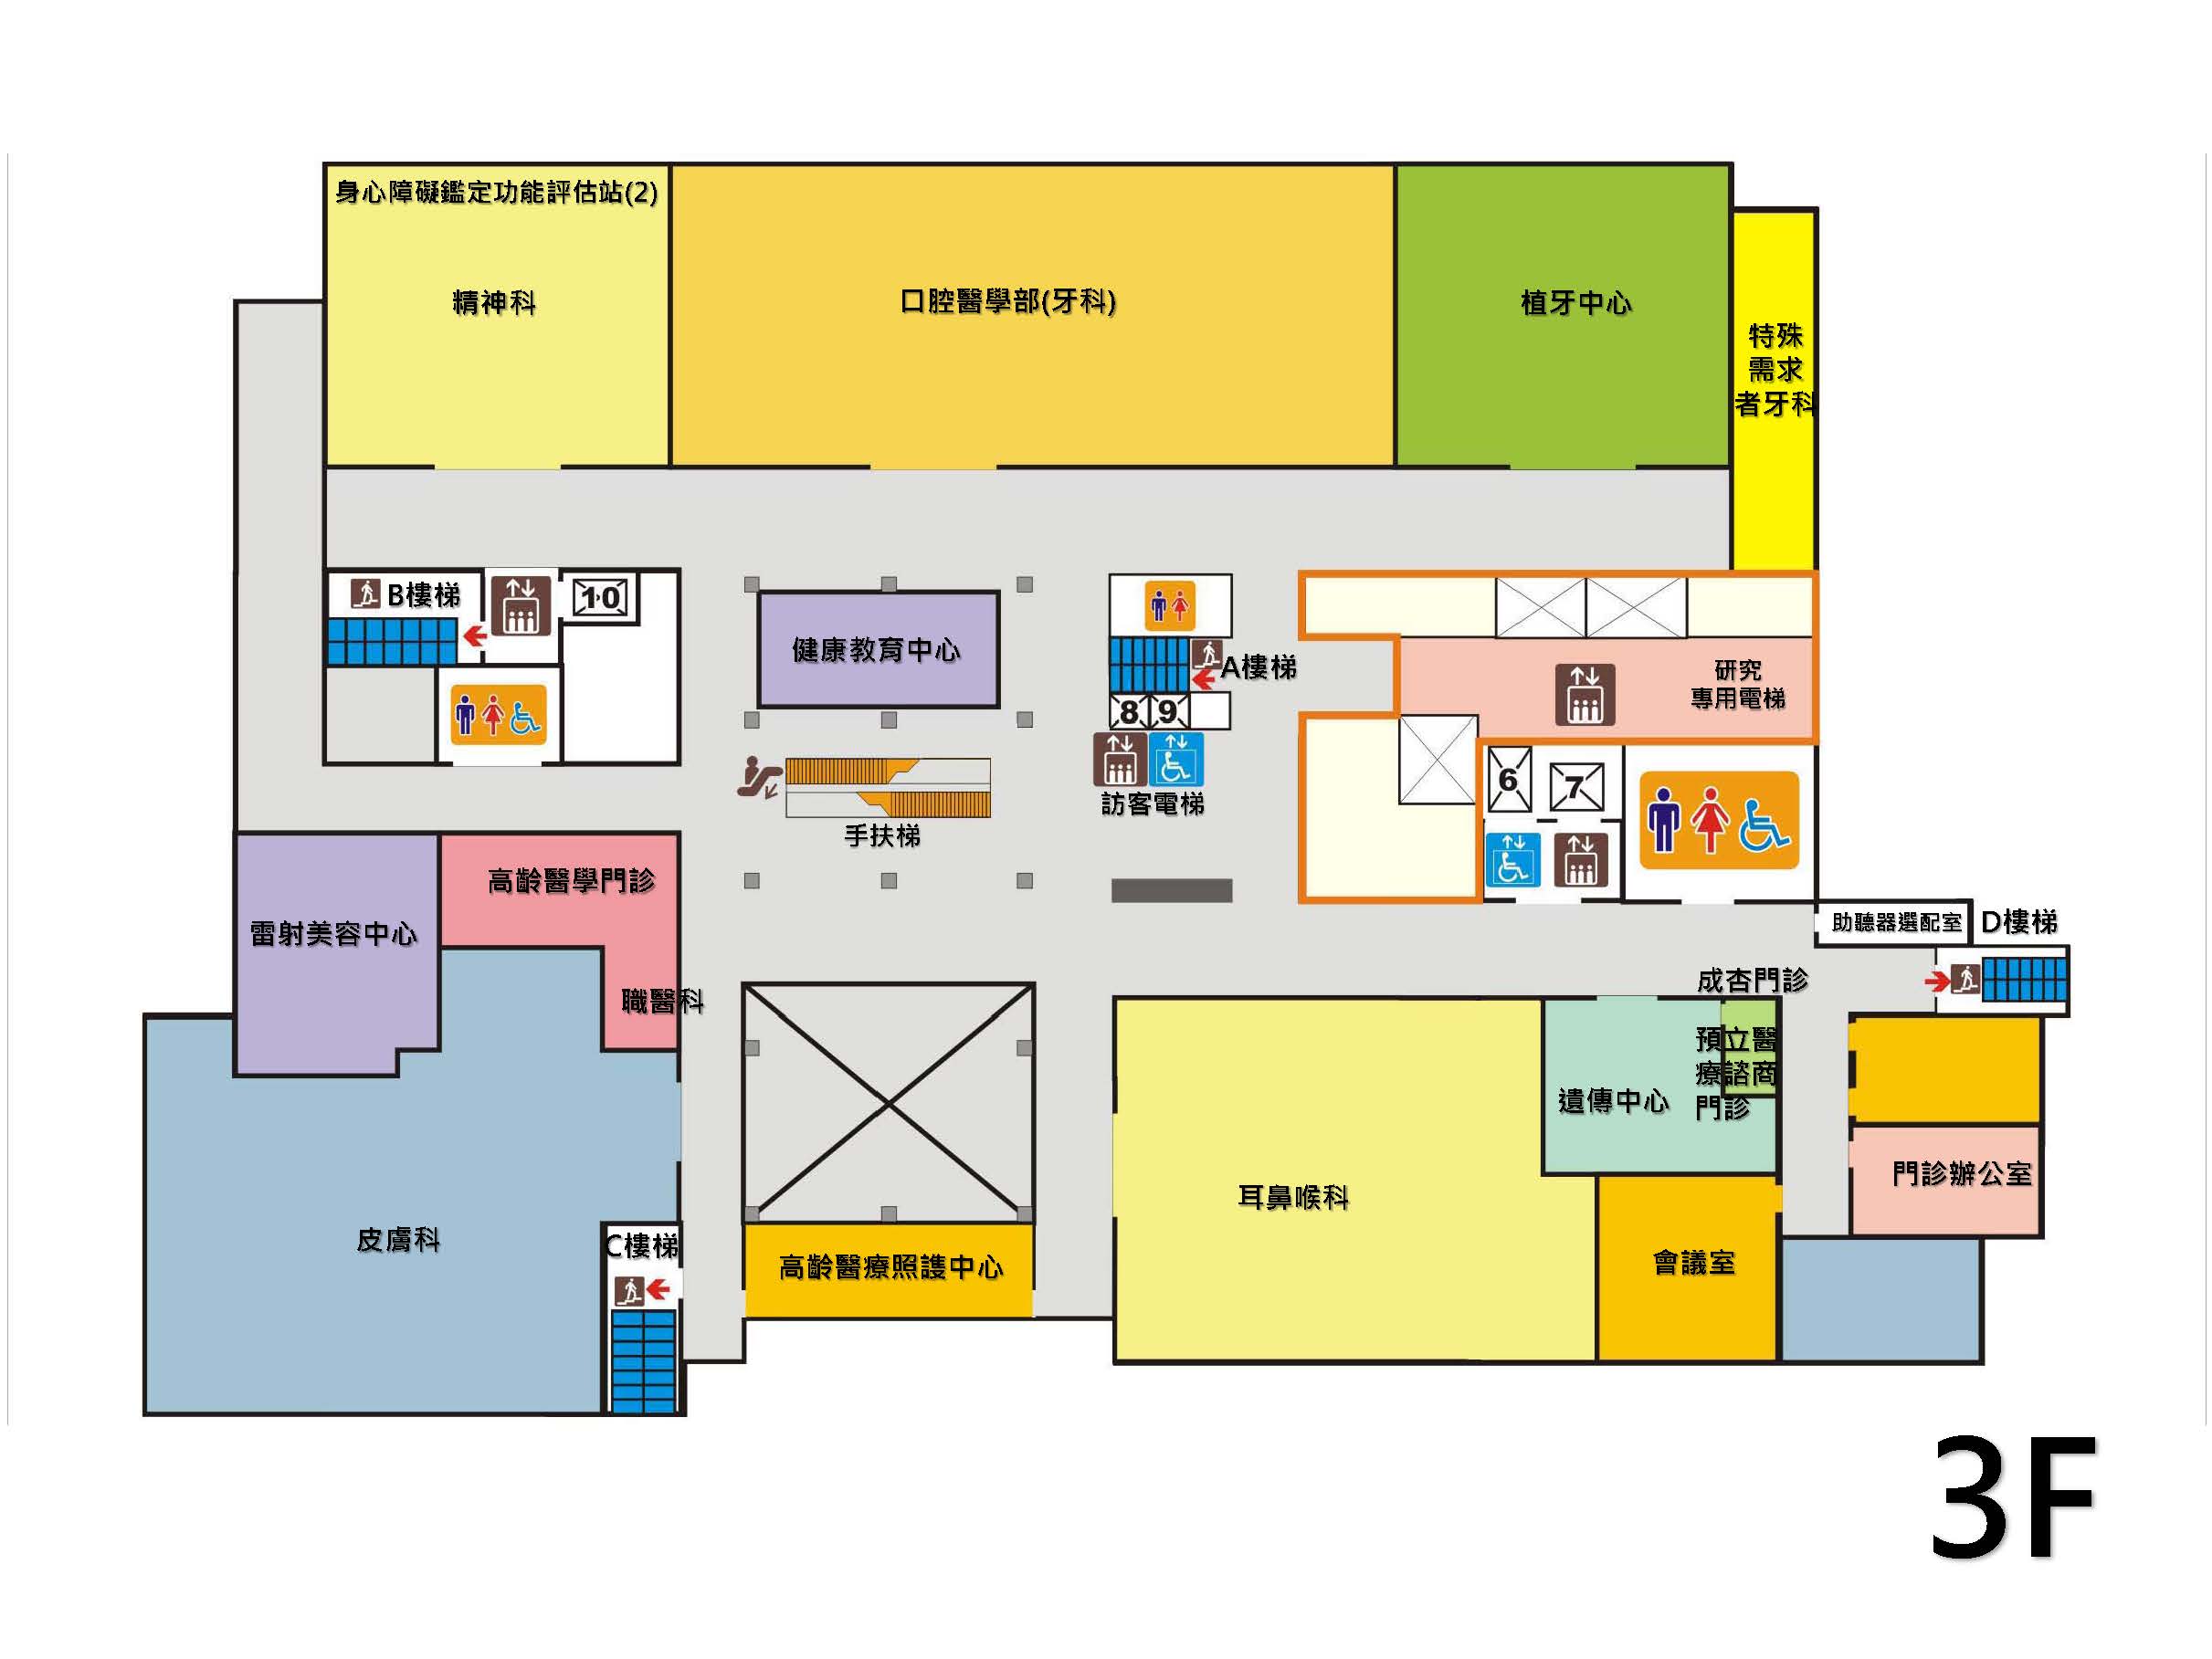 身心障礙鑑定功能評估站(2)
精神科
口腔醫學部(牙科)
植牙中心
特殊
需求
者牙科
B樓梯
10
健康教育中心
A樓梯
8
9
訪客電梯
手扶梯
研究
專用電梯
6
7
高齡醫學門診
雷射美容中心
職醫科
助聽器選配室
D樓梯
成杏門診
預立醫
療諮商
門診
遺傳中心
門診辦公室
耳鼻喉科
會議室
皮膚科
C樓梯
高齡醫療照護中心
3F